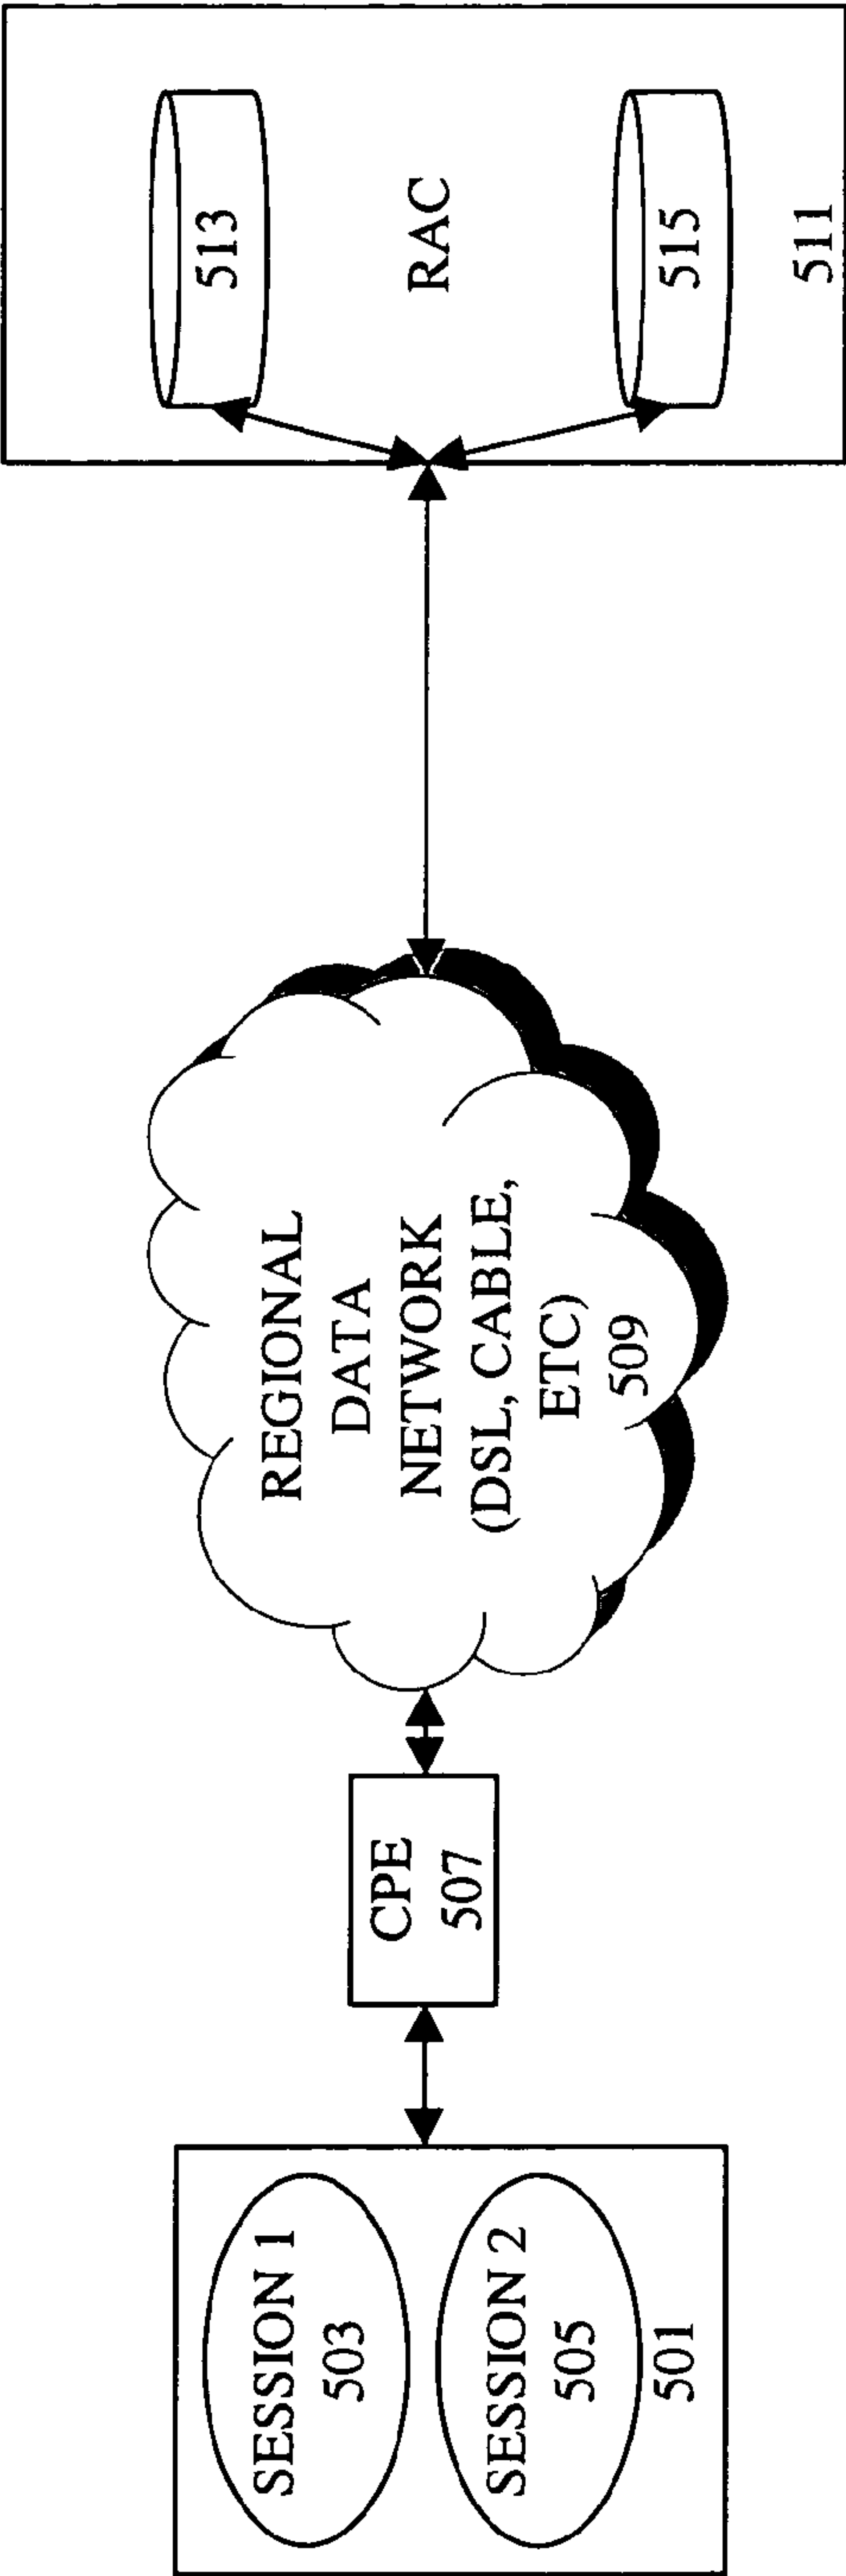 SESSION 1
503
SESSION 2
505
501
CPE
507
REGIONAL
DATA
NETWORK
(DSL, CABLE,
ETC)
509
513
RAC
515
511